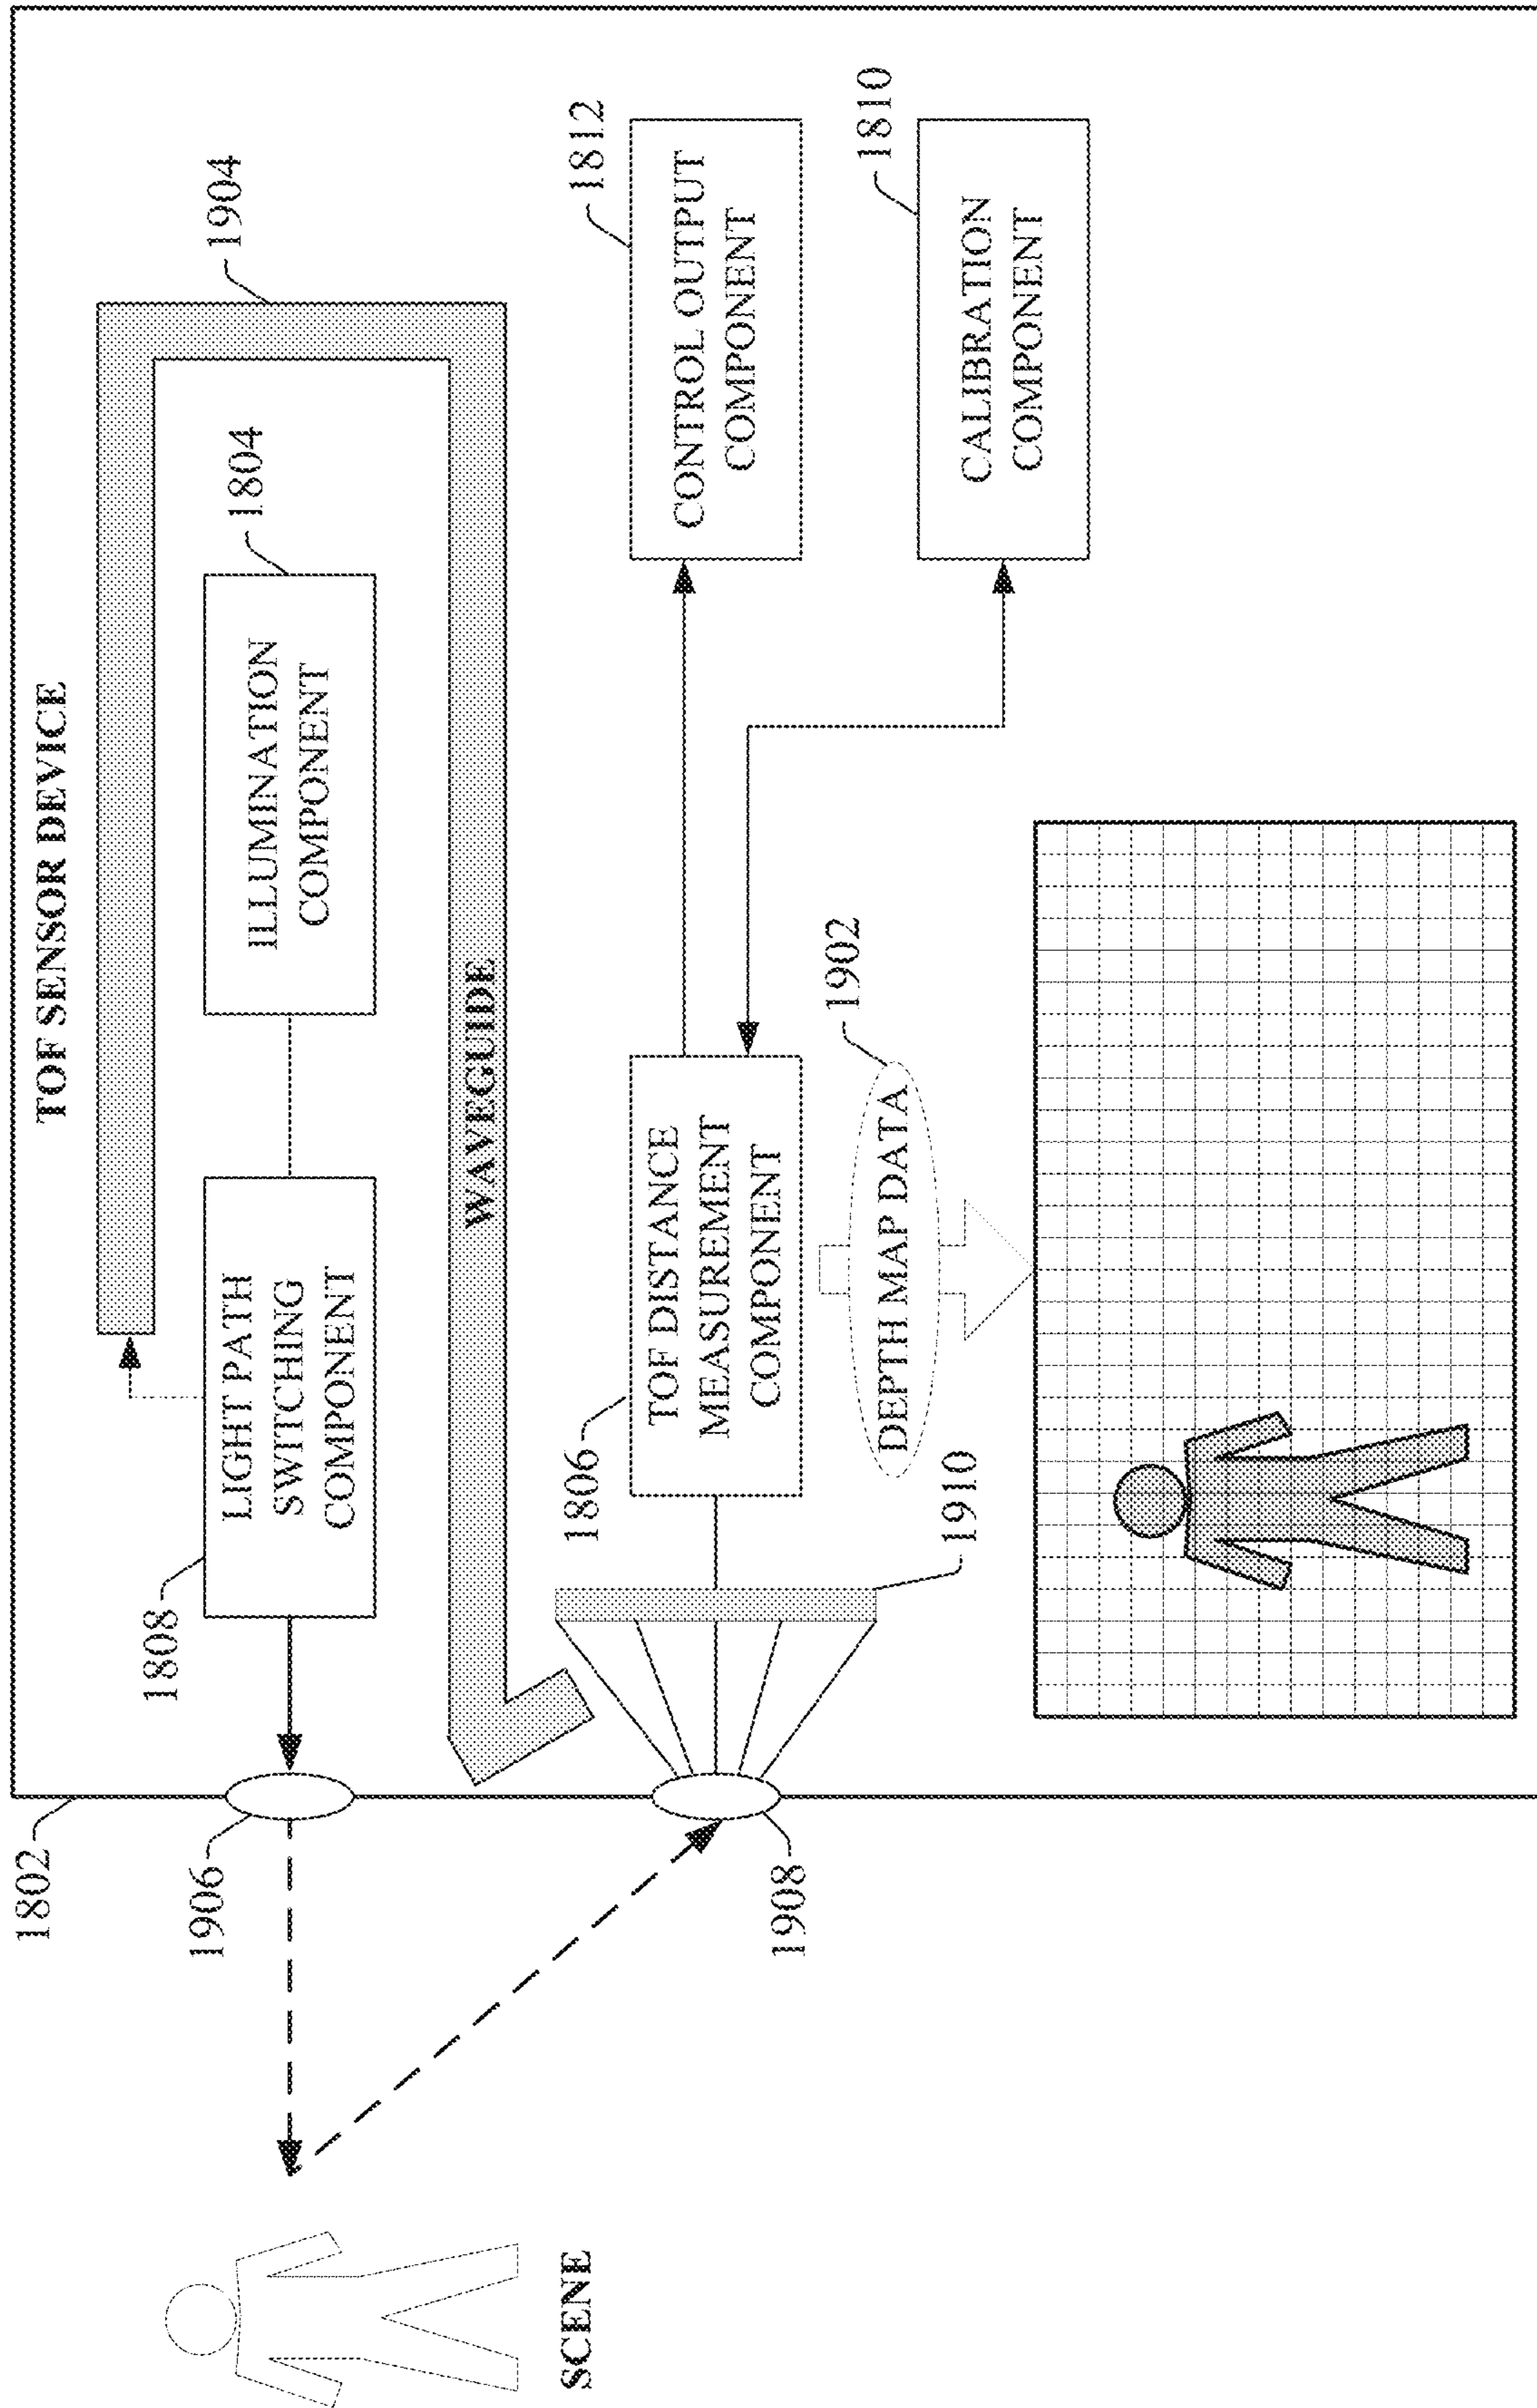 TOF SENSOR DEVICE
1802
1808
LIGHT PATH
SWITCHING
COMPONENT
ILLUMINATION
COMPONENT
1804
1904
1906
WAVEGUIDE
SCENE
1908
1806
TOF DISTANCE
MEASUREMENT
COMPONENT
CONTROL OUTPUT
COMPONENT
1812
1910
DEPTH MAP DATA
1902
CALIBRATION
COMPONENT
1810